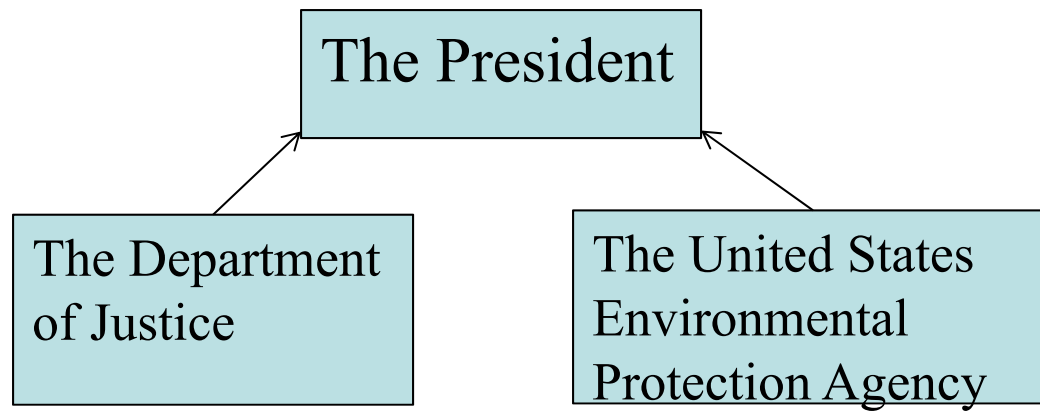 The President
The Department
of Justice
The United States
Environmental
Protection Agency